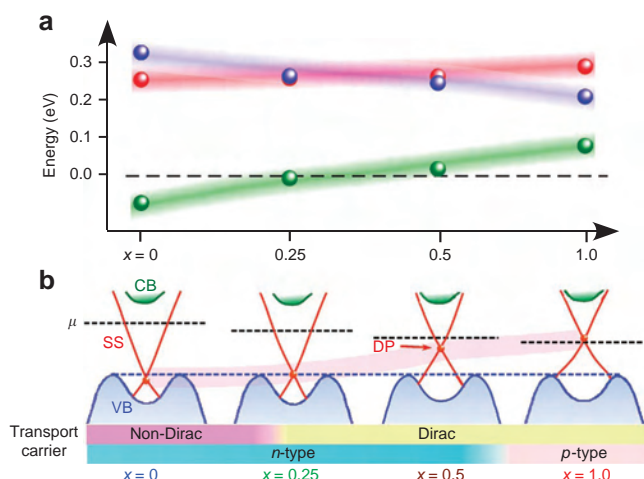 a
Energy (eV)
0.3
0.2
0.1
0.0
x = 0 0.25 0.5 1.0
b
CB
μ
SS
DP
VB
Transport carrier
Non-Dirac Dirac
n-type p-type
x = 0 x = 0.25 x = 0.5 x = 1.0